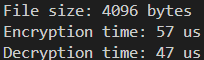 File size: 4096 bytes
Encryption time: 57 us
Decryption time: 47 us